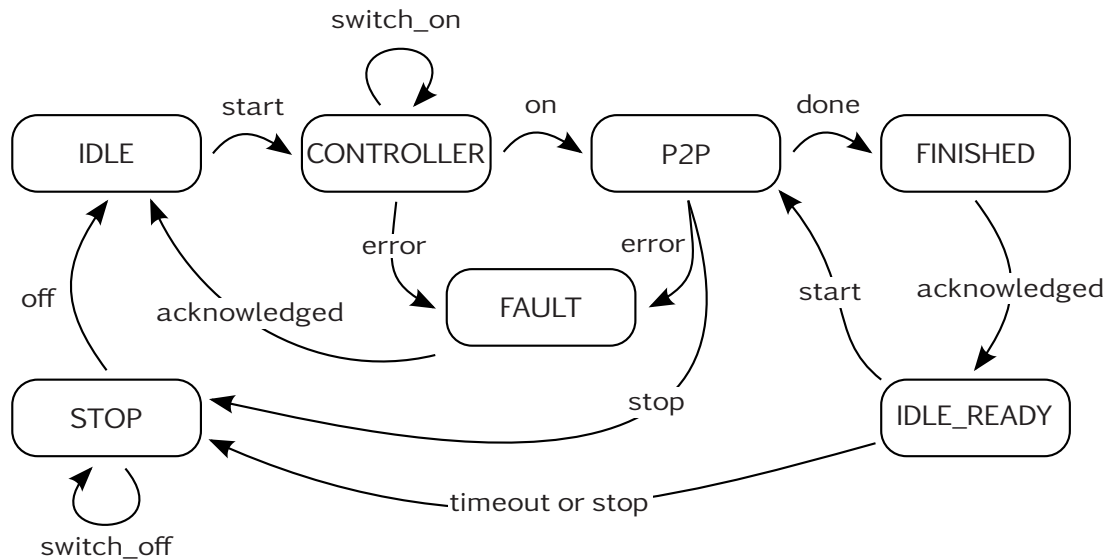 switch_on
start
on
done
IDLE
CONTROLLER
P2P
FINISHED
error
error
off
acknowledged
FAULT
start
acknowledged
STOP
stop
IDLE_READY
timeout or stop
switch_off